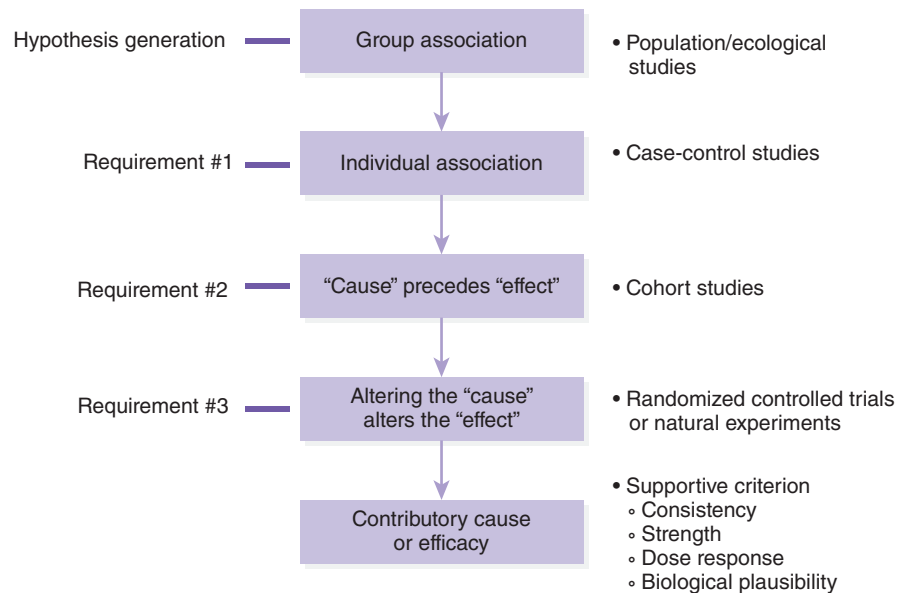 Hypothesis generation
Group association
• Population/ecological
studies
Requirement #1
Individual association
• Case-control studies
Requirement #2
“Cause” precedes “effect”
• Cohort studies
Requirement #3
Altering the “cause”
alters the “effect”
• Randomized controlled trials
or natural experiments
Contributory cause
or efficacy
• Supportive criterion
∘ Consistency
∘ Strength
∘ Dose response
∘ Biological plausibility